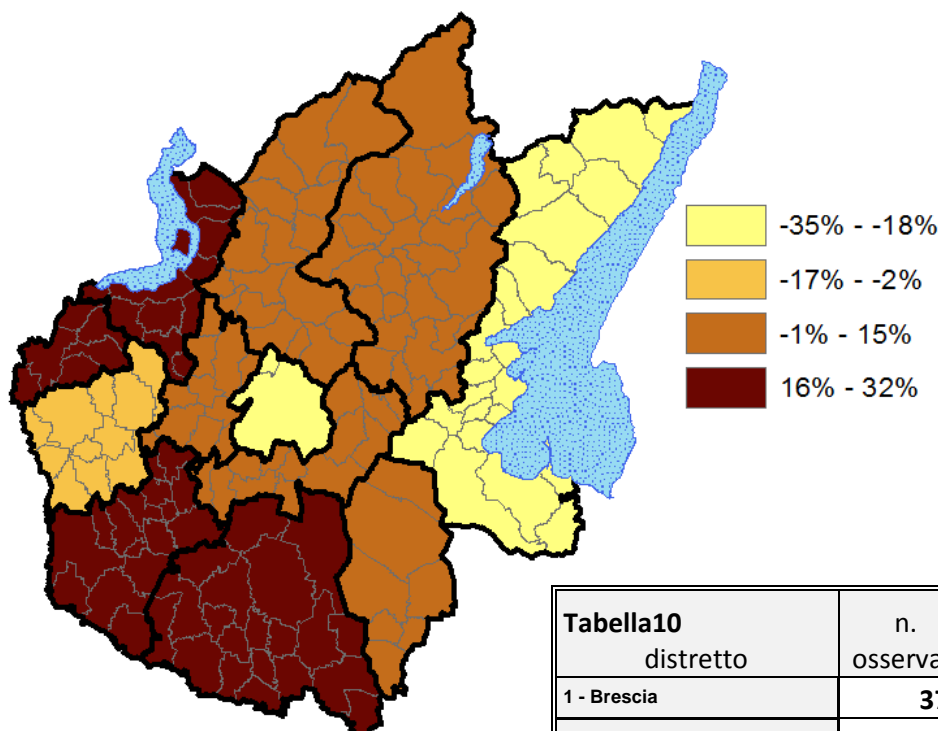 -35% - -18%
-17% - -2%
-1% - 15%
16% - 32%
Tabella10
distretto
n.
1 - Brescia